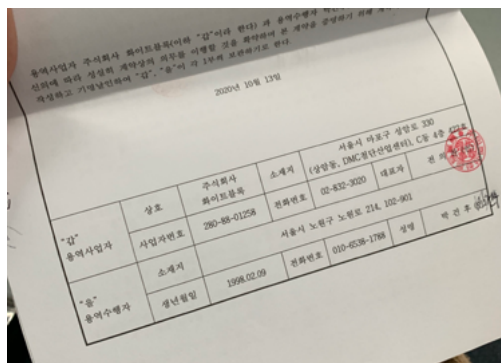 용역사업자 주식회사 화이트블록(이하 "갑"이라 한다) 과 용역수행자
신의에 따라 성실히 계약상의 의무를 이행할 것을 확약하며 본 계약을 증명하기 위해
작성하고 기명날인하여 "갑", "을"이 각 1부씩 보관하기로 한다.
2020년 10월 13일
"갑"
용역사업자
상호
주식회사
화이트블록
소재지
서울시 마포구 성암로 330
(상암동, DMC첨단산업센터), C동 4층
사업자번호
280-88-01258
전화번호
02-832-3020
대표자
전
"을"
용역수행자
소재지
서울시 노원구 노원로 214, 102-901
생년월일
1998.02.09
전화번호
010-6538-1788
성명
박 건 후